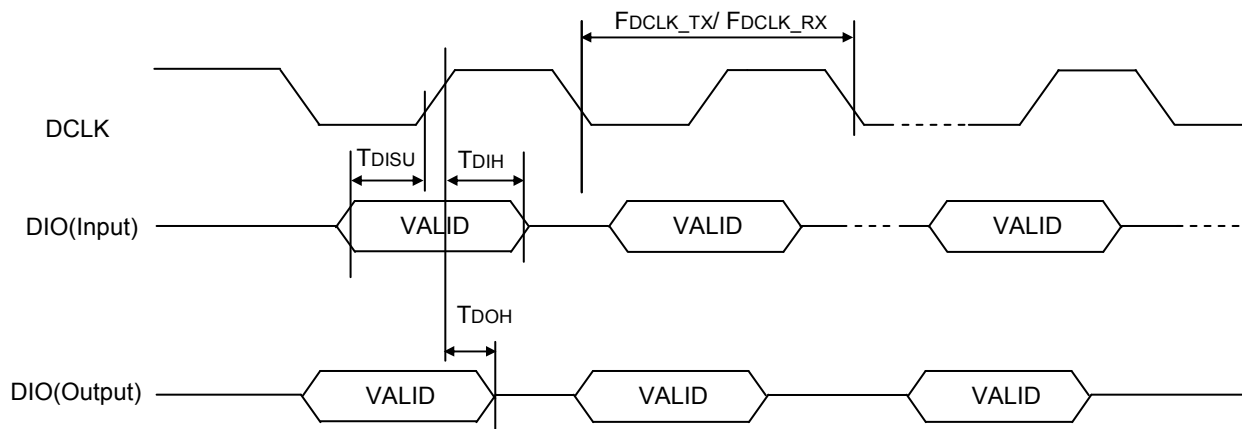 FDCLK_TX/ FDCLK_RX
DCLK
TDISU
TDIH
DIO(Input)
VALID
VALID
VALID
TDOH
DIO(Output)
VALID
VALID
VALID